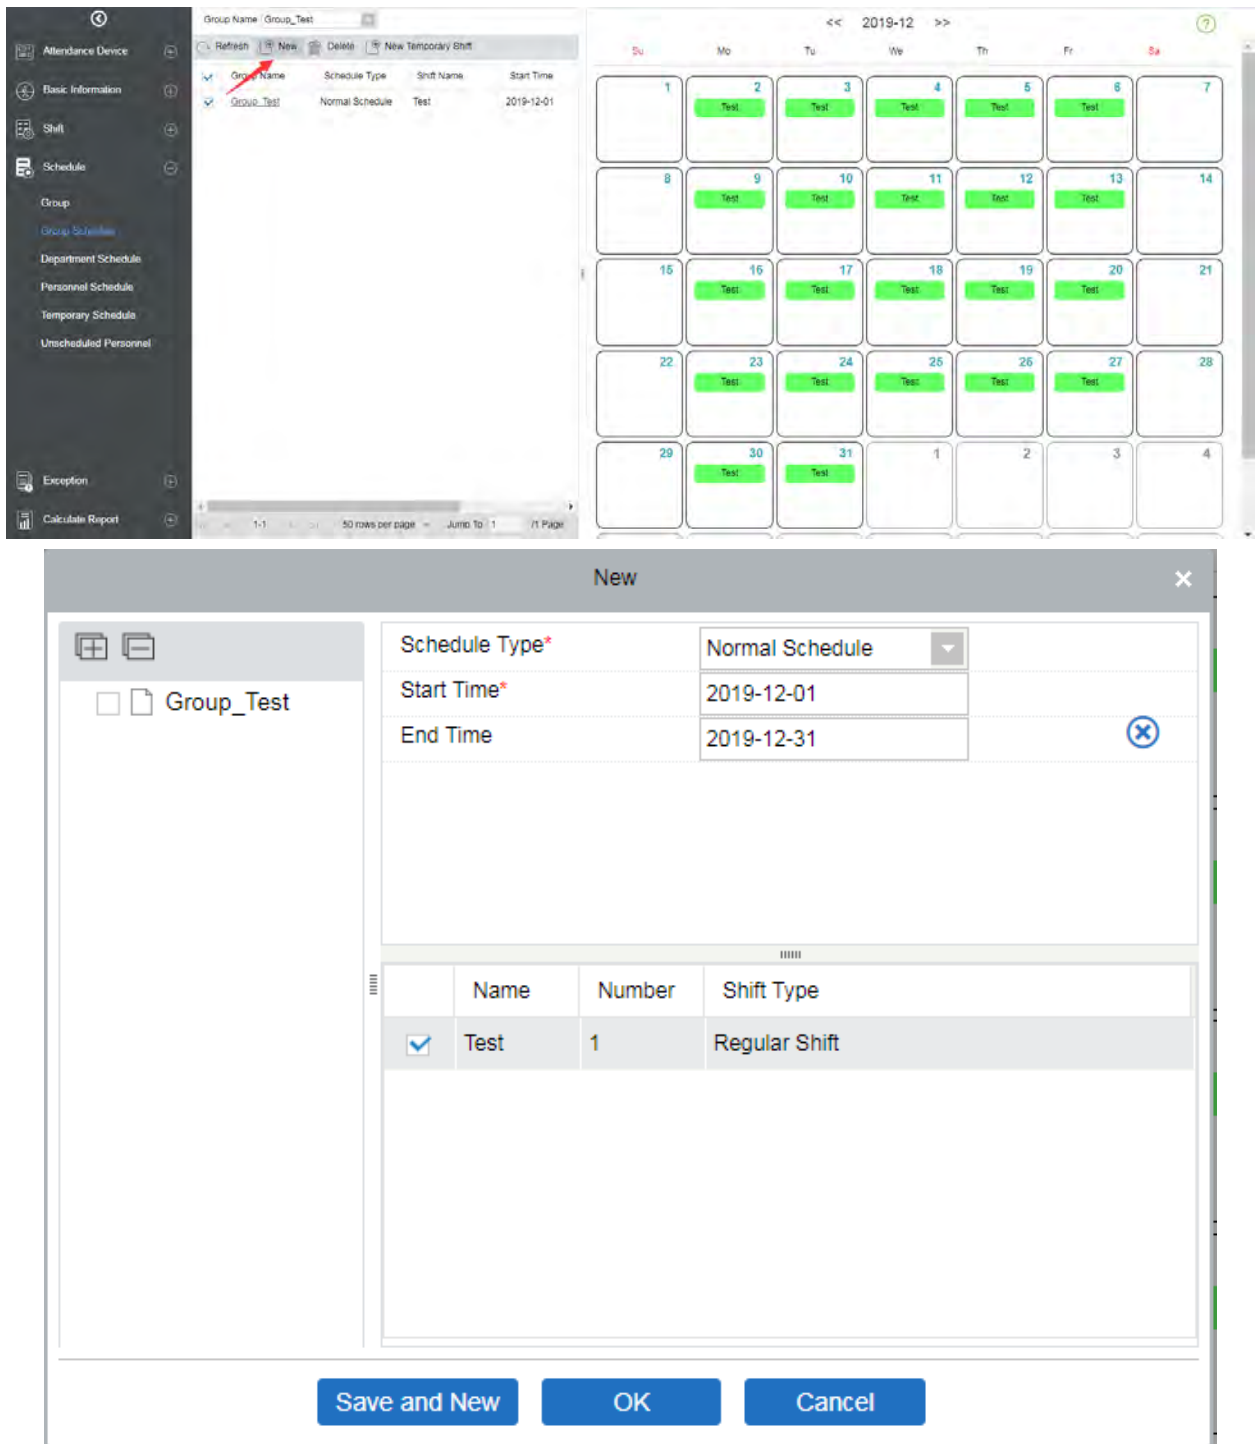 Group Name Group_Test
Refresh New Delete New Temporary Shift
Group Name Schedule Type Shift Name Start Time
Group_Test Normal Schedule Test 2019-12-01
Attendance Device
Basic Information
Shift
Schedule
Group
Group Schedule
Department Schedule
Personnel Schedule
Temporary Schedule
Unscheduled Personnel
Exception
Calculate Report
1-1 50 rows per page Jump To 1 /1 Page
<< 2019-12 >>
?
Su Mo Tu We Th Fr Sa
1 2 3 4 5 6 7
Test Test Test Test Test
8 9 10 11 12 13 14
Test Test Test Test Test
15 16 17 18 19 20 21
Test Test Test Test Test
22 23 24 25 26 27 28
Test Test Test Test Test
29 30 31 1 2 3 4
Test Test
New
Group_Test
Schedule Type* Normal Schedule
Start Time* 2019-12-01
End Time 2019-12-31
Name Number Shift Type
Test 1 Regular Shift
Save and New OK Cancel